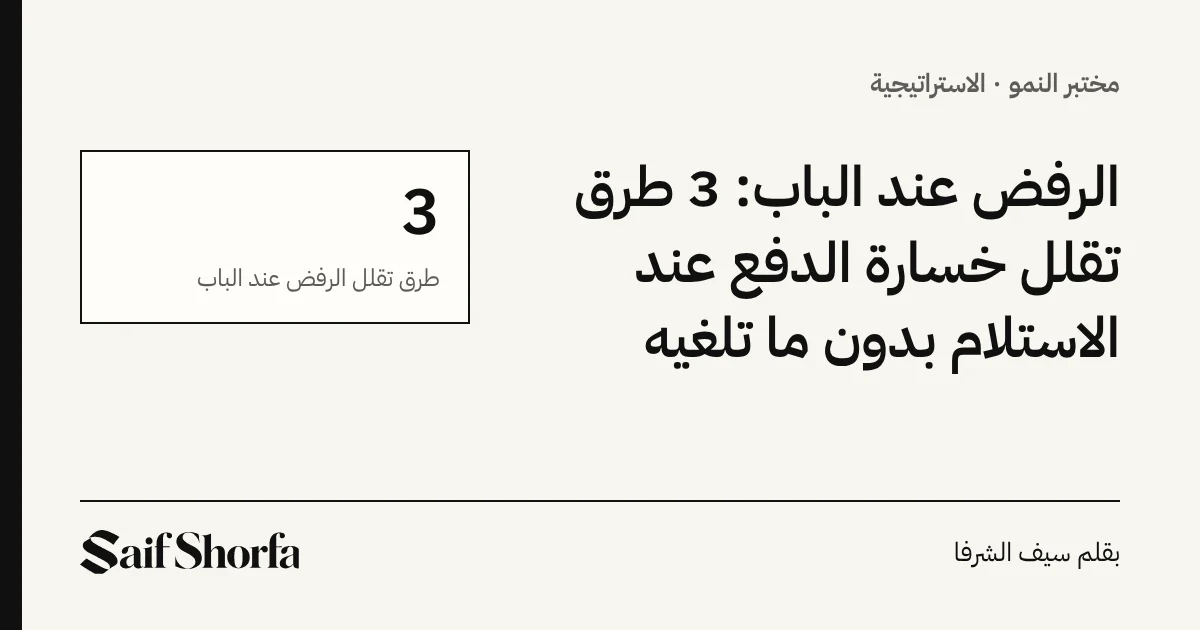 مختبر النمو · الاستراتيجية
الرفض عند الباب: 3 طرق
تقلل خسارة الدفع عند
الاستلام بدون ما تلغيه
3
طرق تقلل الرفض عند الباب
بقلم سيف الشرفا
Saif Shorfa